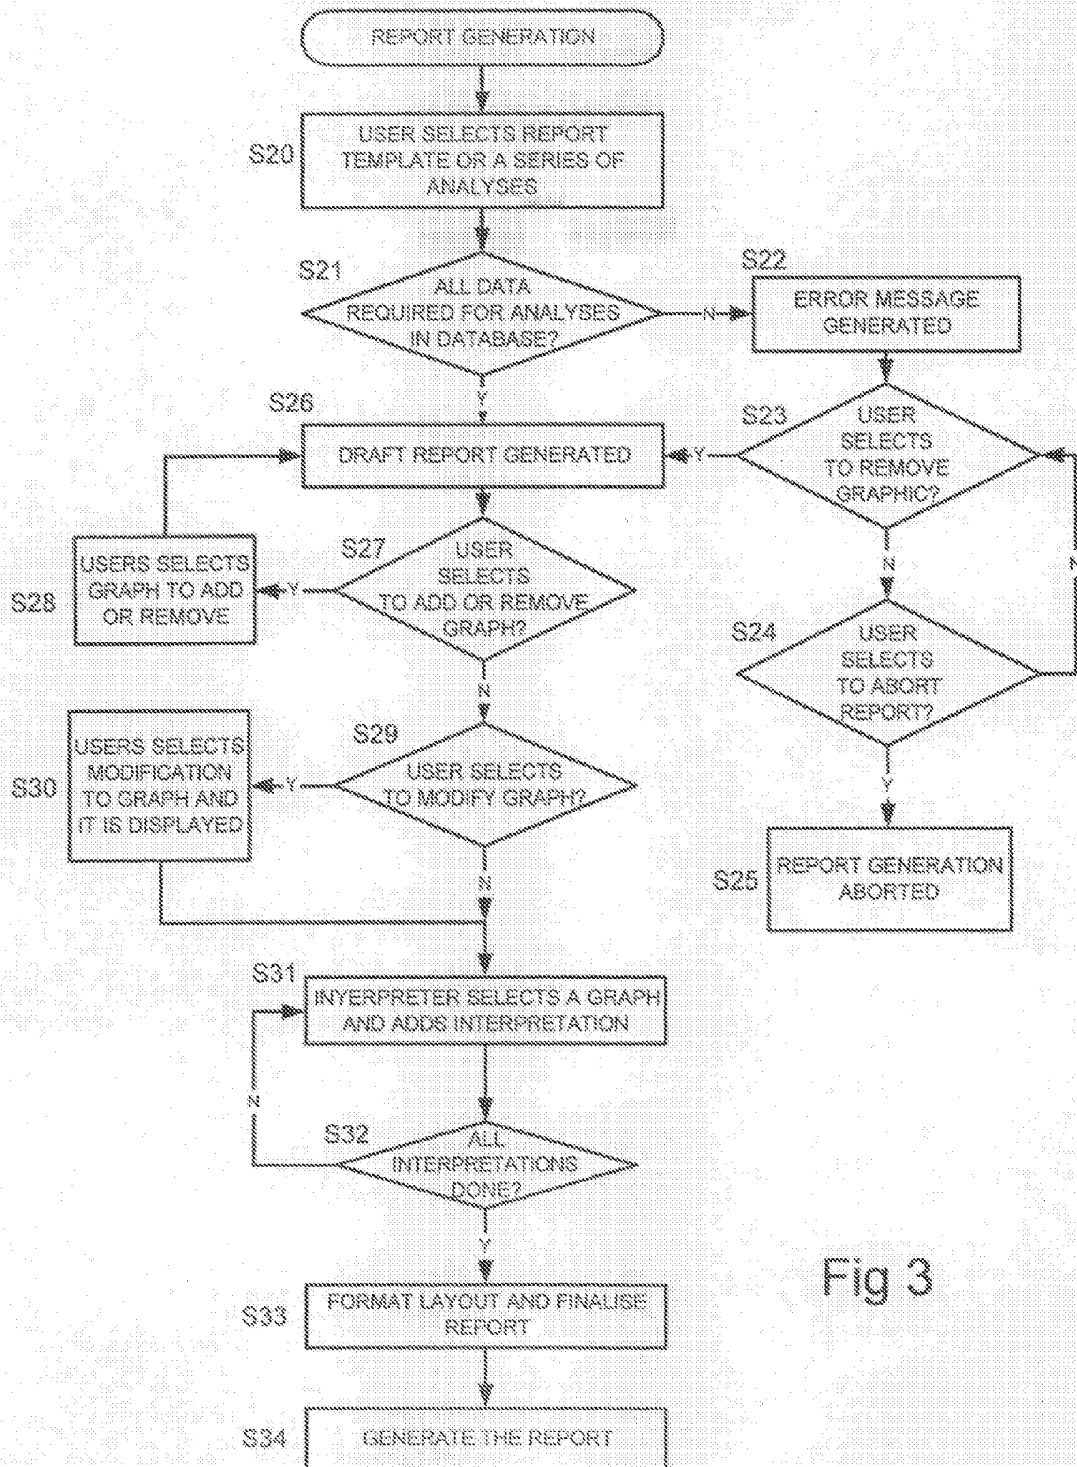 REPORT GENERATION
S20
USER SELECTS REPORT
TEMPLATE OR A SERIES OF
ANALYSES
S21
ALL DATA
REQUIRED FOR ANALYSES
IN DATABASE?
N
Y
S22
ERROR MESSAGE
GENERATED
S23
USER
SELECTS
TO REMOVE
GRAPHIC?
Y
N
S24
USER
SELECTS
TO ABORT
REPORT?
N
Y
S25
REPORT GENERATION
ABORTED
S26
DRAFT REPORT GENERATED
S27
USER
SELECTS
TO ADD OR REMOVE
GRAPH?
Y
N
S28
USERS SELECTS
GRAPH TO ADD
OR REMOVE
S29
USER SELECTS
TO MODIFY GRAPH?
Y
N
S30
USERS SELECTS
MODIFICATION
TO GRAPH AND
IT IS DISPLAYED
S31
INYERPRETER SELECTS A GRAPH
AND ADDS INTERPRETATION
S32
ALL
INTERPRETATIONS
DONE?
N
Y
S33
FORMAT LAYOUT AND FINALISE
REPORT
S34
GENERATE THE REPORT
Fig 3